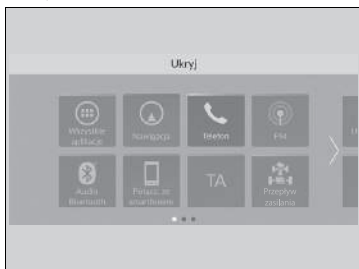 Ukryj
Wszystkie
aplikacje
Nawigacja
Telefon
FM
Audio
Bluetooth
Połącz. ze
smartfonem
TA
Przepływ
zasilania